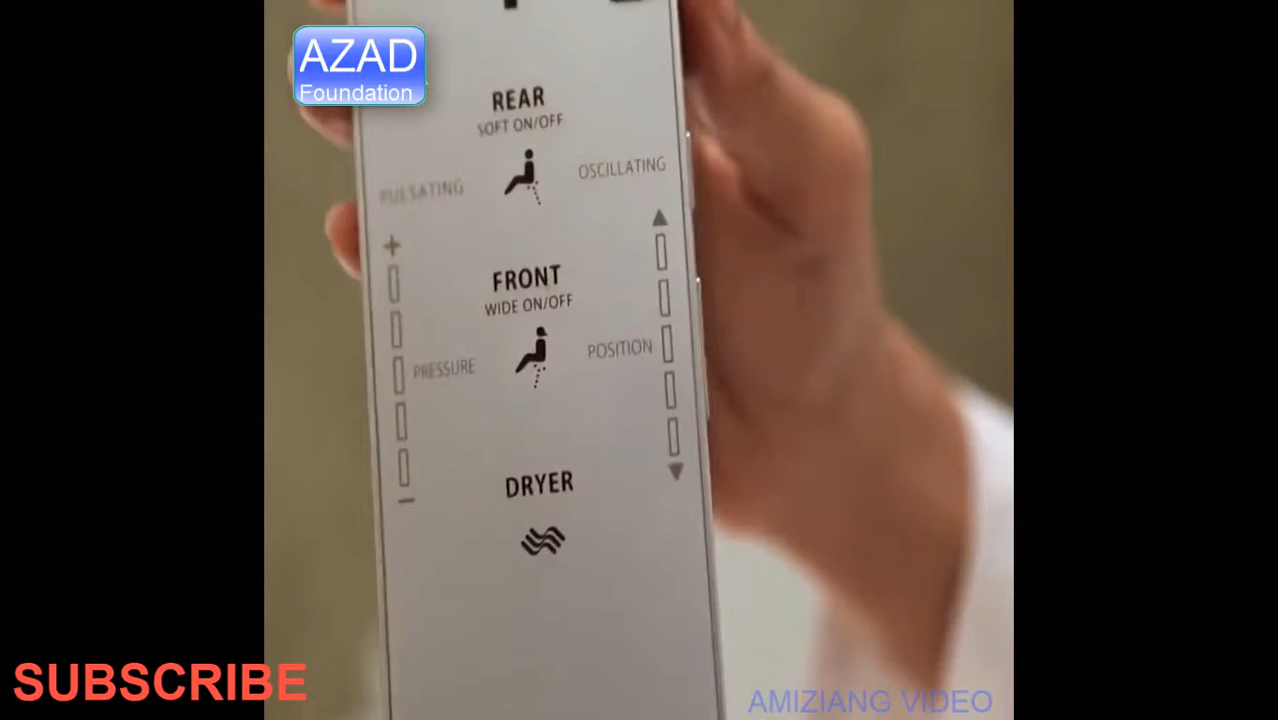 AZAD
Foundation
REAR
SOFT ON/OFF
PULSATING
OSCILLATING
+
FRONT
WIDE ON/OFF
PRESSURE
POSITION
DRYER
−
SUBSCRIBE
AMIZIANG VIDEO